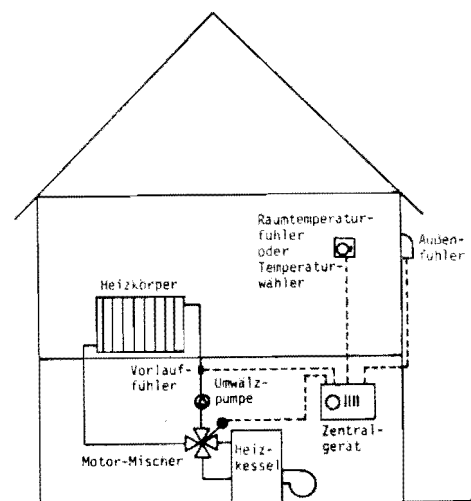 Raumtemperatur-
fühler
oder
Temperatur-
wähler
Außen-
fühler
Heizkörper
Vorlauf-
fühler
Umwälz-
pumpe
Zentral-
gerät
Motor-Mischer
Heiz-
kessel